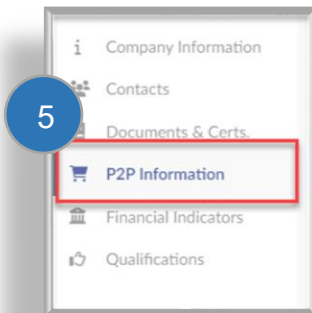 Company Information
Contacts
5
Documents & Certs.
P2P Information
Financial Indicators
Qualifications